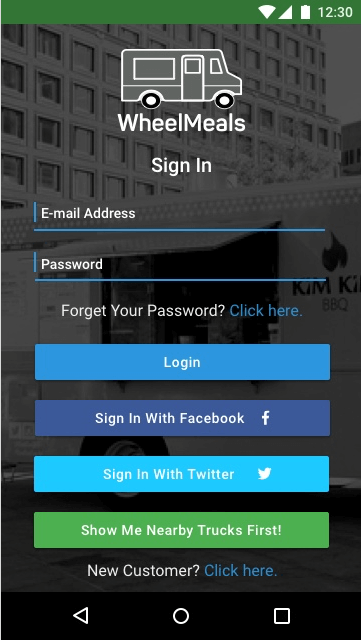 12:30
WheelMeals
Sign In
E-mail Address
Password
KiM
BBQ
Forget Your Password? Click here.
Login
Sign In With Facebook
Sign In With Twitter
Show Me Nearby Trucks First!
New Customer? Click here.